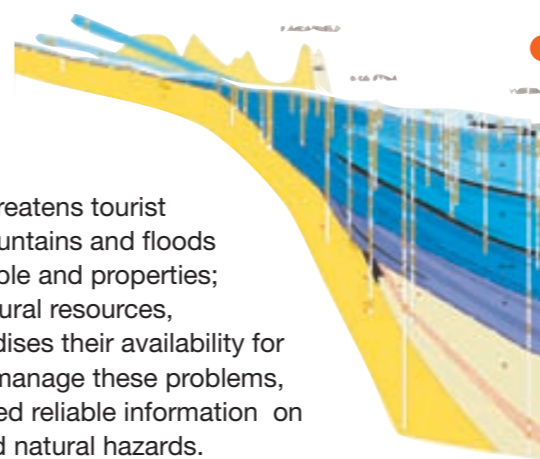 reatens tourist
untains and floods
ple and properties;
ural resources,
dises their availability for
manage these problems,
ed reliable information on
d natural hazards.